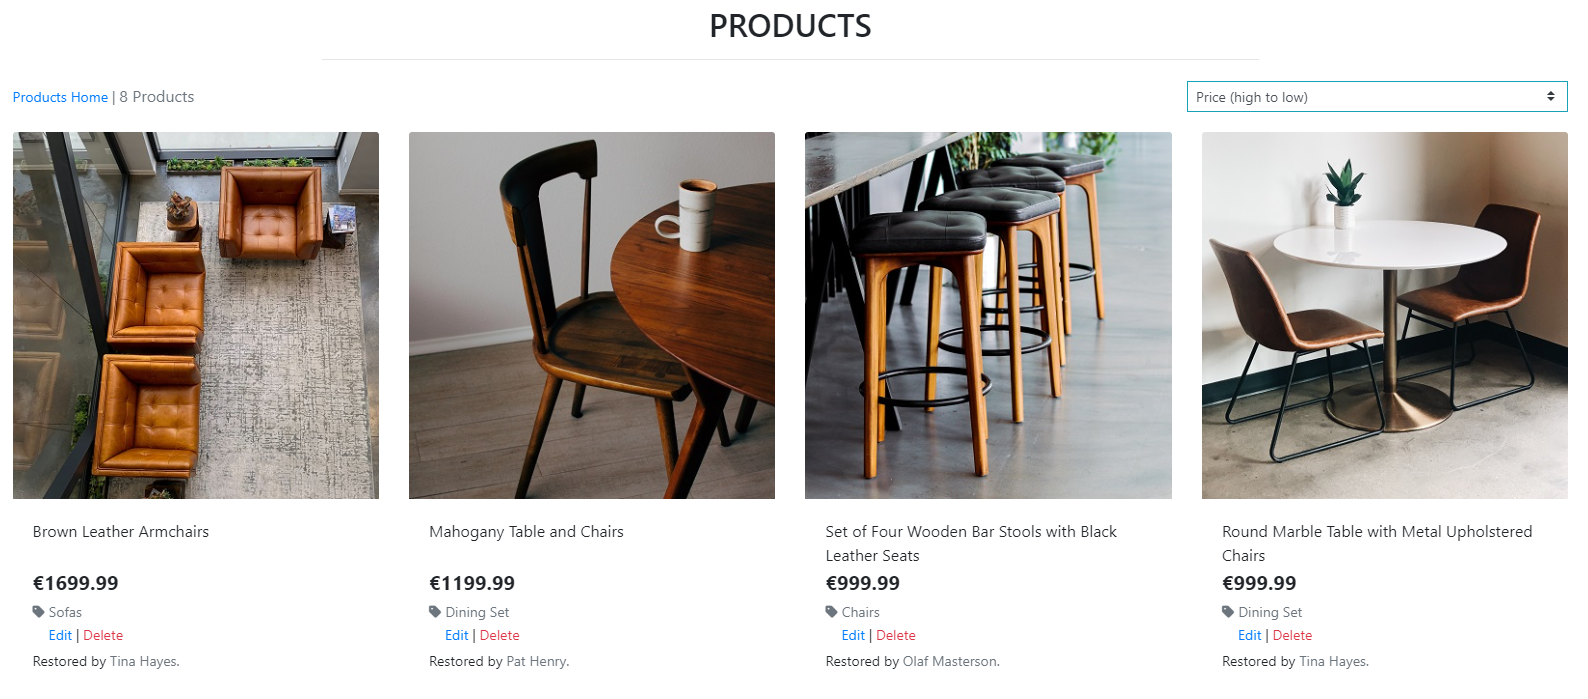 PRODUCTS
Products Home | 8 Products
Price (high to low)
Brown Leather Armchairs
€1699.99
Sofas
Edit | Delete
Restored by Tina Hayes.
Mahogany Table and Chairs
€1199.99
Dining Set
Edit | Delete
Restored by Pat Henry.
Set of Four Wooden Bar Stools with Black
Leather Seats
€999.99
Chairs
Edit | Delete
Restored by Olaf Masterson.
Round Marble Table with Metal Upholstered
Chairs
€999.99
Dining Set
Edit | Delete
Restored by Tina Hayes.